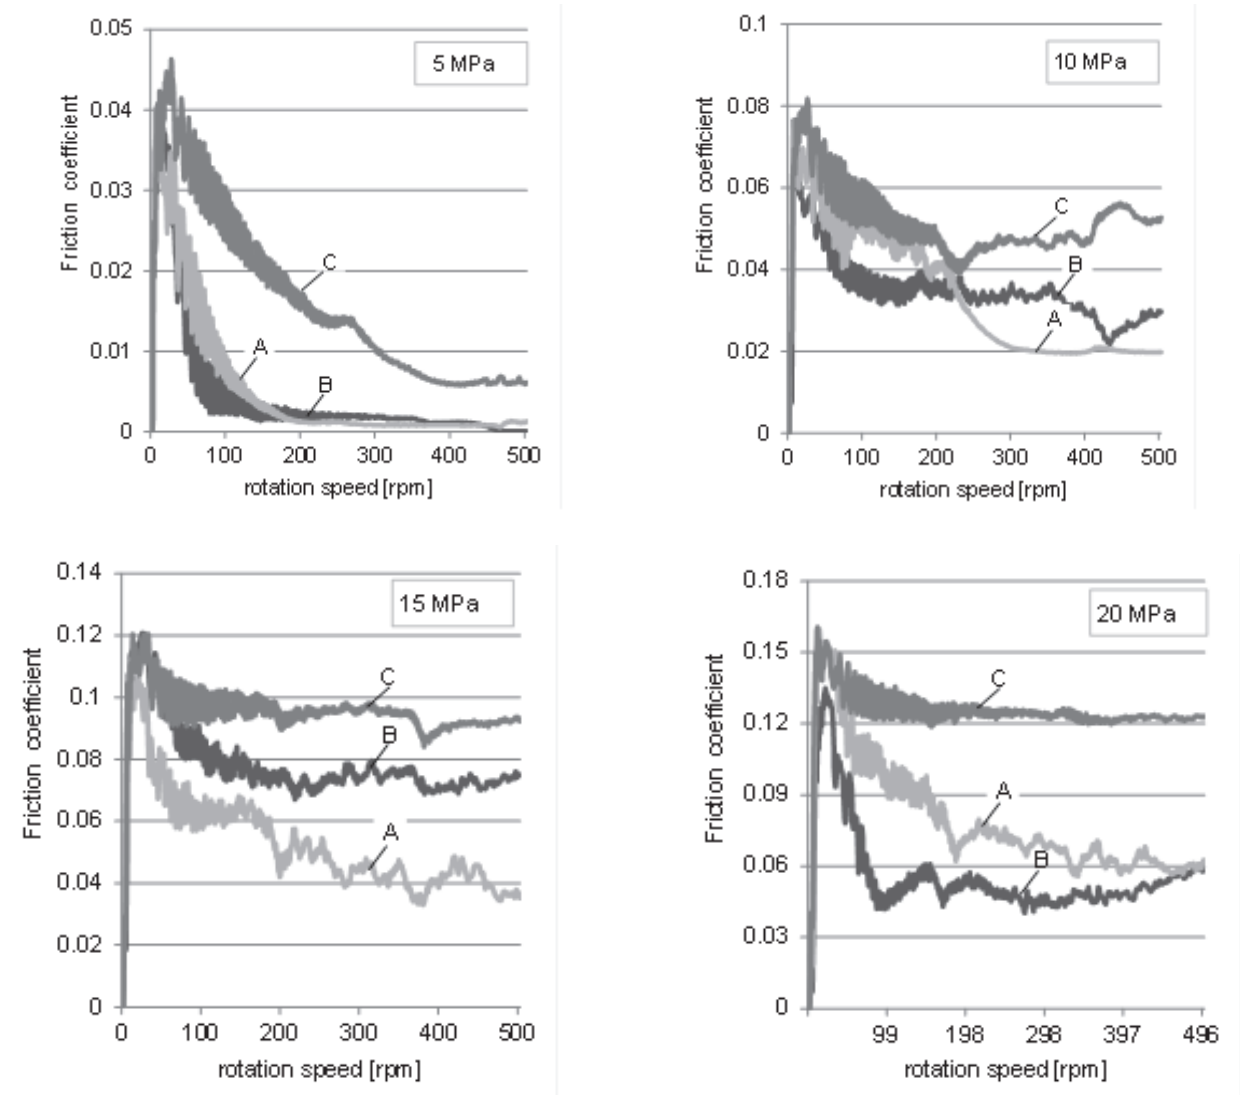 0.05
5 MPa
0.04
0.03
0.02
0.01
0
Friction coefficient
C
A
B
0 100 200 300 400 500
rotation speed [rpm]
0.1
10 MPa
0.08
0.06
0.04
0.02
0
Friction coefficient
C
B
A
0 100 200 300 400 500
rotation speed [rpm]
0.14
15 MPa
0.12
0.1
0.08
0.06
0.04
0.02
0
Friction coefficient
C
B
A
0 100 200 300 400 500
rotation speed [rpm]
0.18
20 MPa
0.15
0.12
0.09
0.06
0.03
0
Friction coefficient
C
A
B
99 198 298 397 496
rotation speed [rpm]